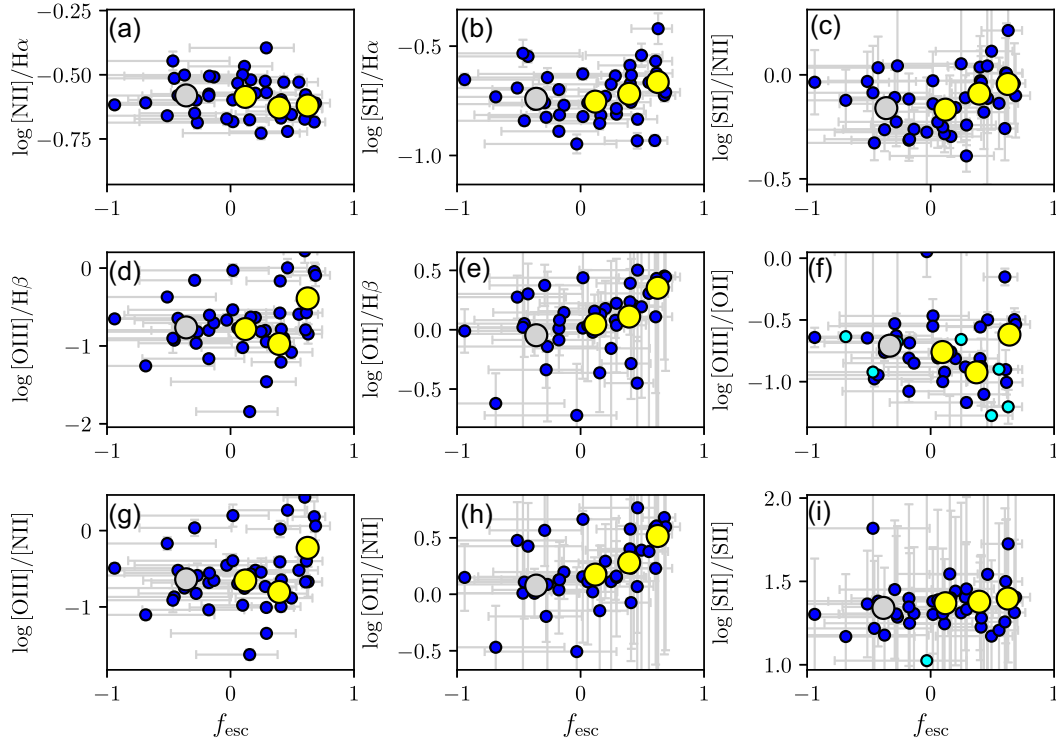 (a) (b) (c)
log [NII]/Hα log [SII]/Hα log [SII]/[NII]
−0.25 −0.50 −0.75
−0.5 −1.0
0.0 −0.5
−1 0 1 −1 0 1 −1 0 1
(d) (e) (f)
log [OIII]/Hβ log [OII]/Hβ log [OIII]/[OII]
0 −1 −2
0.5 0.0 −0.5
0.0 −0.5 −1.0
−1 0 1 −1 0 1 −1 0 1
(g) (h) (i)
log [OIII]/[NII] log [OII]/[NII] log [SII]/[SII]
0 −1
0.5 0.0 −0.5
2.0 1.5 1.0
−1 0 1 −1 0 1 −1 0 1
fesc fesc fesc